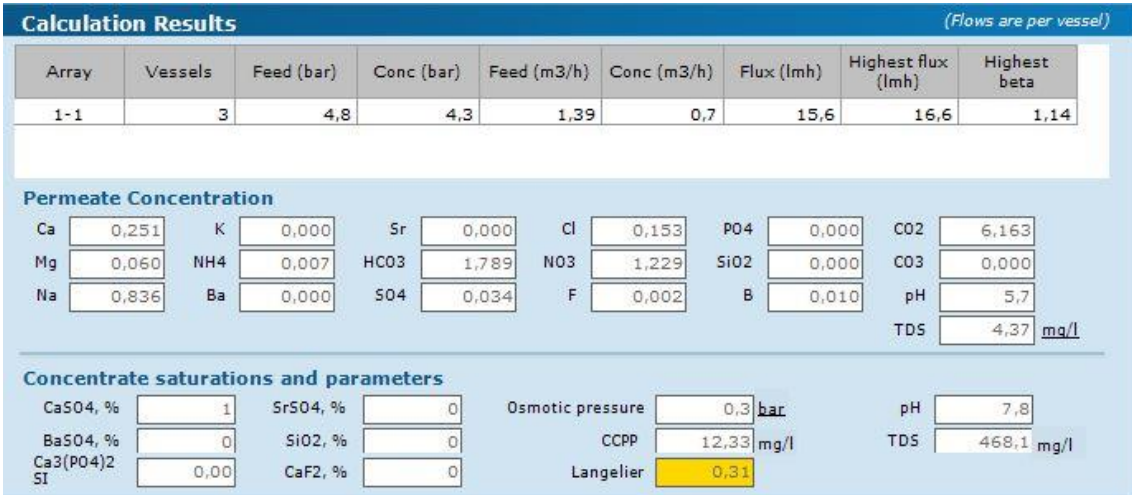 Calculation Results (Flows are per vessel)
Array Vessels Feed (bar) Conc (bar) Feed (m3/h) Conc (m3/h) Flux (lmh) Highest flux (lmh) Highest beta
1-1 3 4,8 4,3 1,39 0,7 15,6 16,6 1,14
Permeate Concentration
Ca 0,251 K 0,000 Sr 0,000 Cl 0,153 PO4 0,000 CO2 6,163
Mg 0,060 NH4 0,007 HCO3 1,789 NO3 1,229 SiO2 0,000 CO3 0,000
Na 0,836 Ba 0,000 SO4 0,034 F 0,002 B 0,010 pH 5,7
TDS 4,37 mg/l
Concentrate saturations and parameters
CaSO4, % 1 SrSO4, % 0 Osmotic pressure 0,3 bar pH 7,8
BaSO4, % 0 SiO2, % 0 CCPP 12,33 mg/l TDS 468,1 mg/l
Ca3(PO4)2 SI 0,00 CaF2, % 0 Langelier 0,31